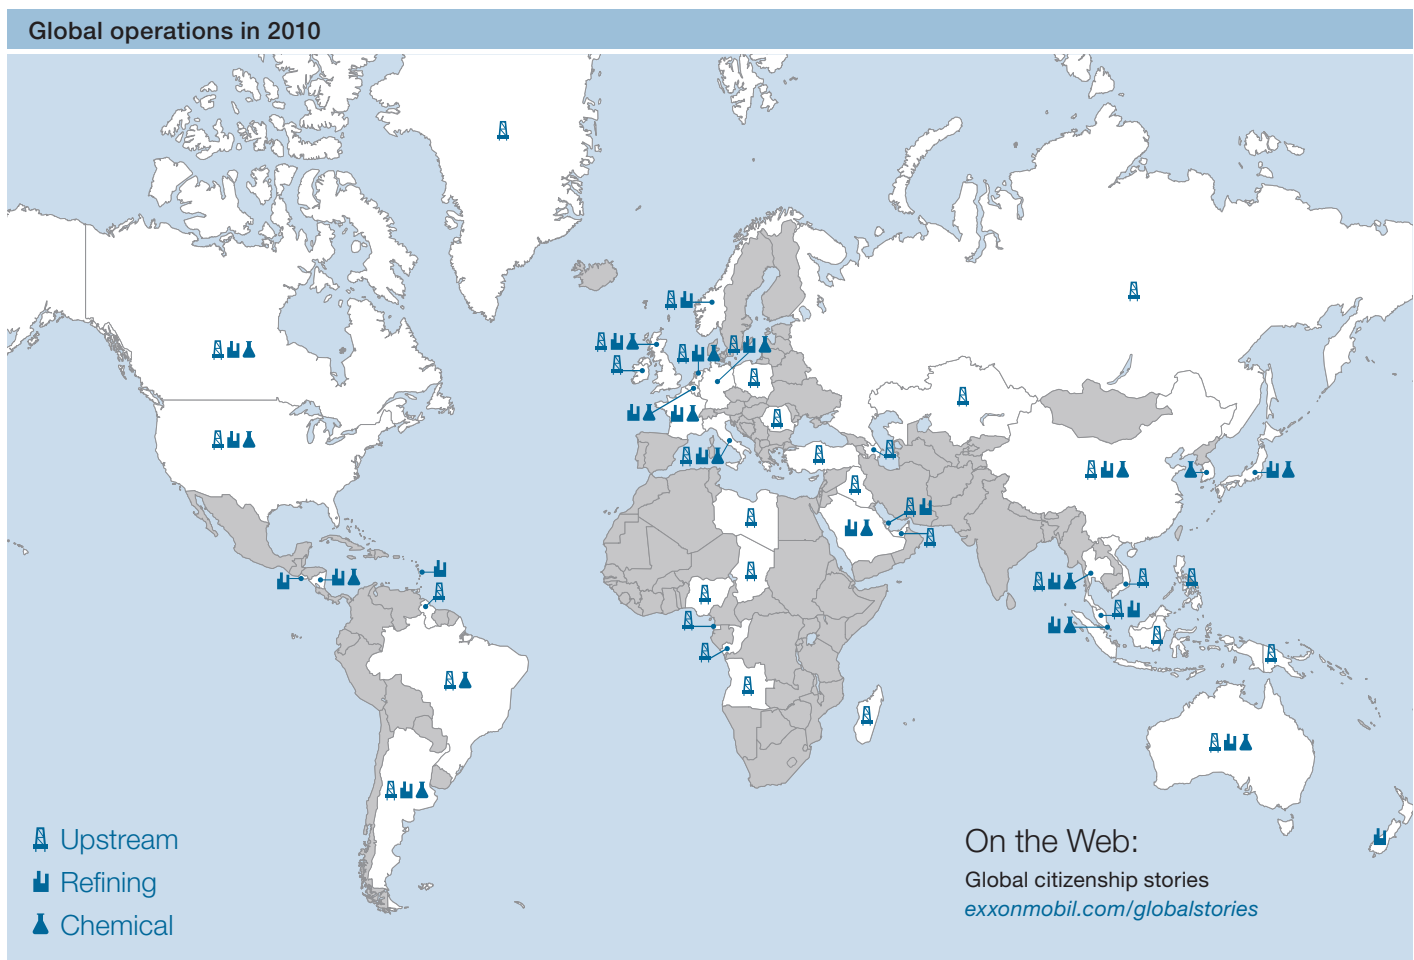 Global operations in 2010
Upstream
Refining
Chemical
On the Web:
Global citizenship stories
exxonmobil.com/globalstories